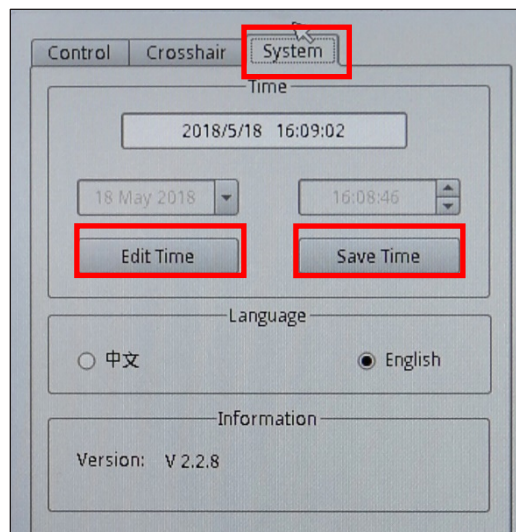 Control Crosshair System
Time
2018/5/18 16:09:02
18 May 2018 16:08:46
Edit Time Save Time
Language
中文 English
Information
Version: V 2.2.8